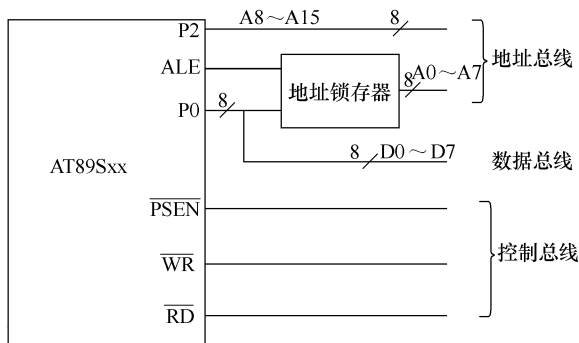 P2 A8～A15 8
ALE
地址锁存器
8 A0～A7
地址总线
P0 8
8 D0～D7
数据总线
AT89Sxx
PSEN
WR
RD
控制总线